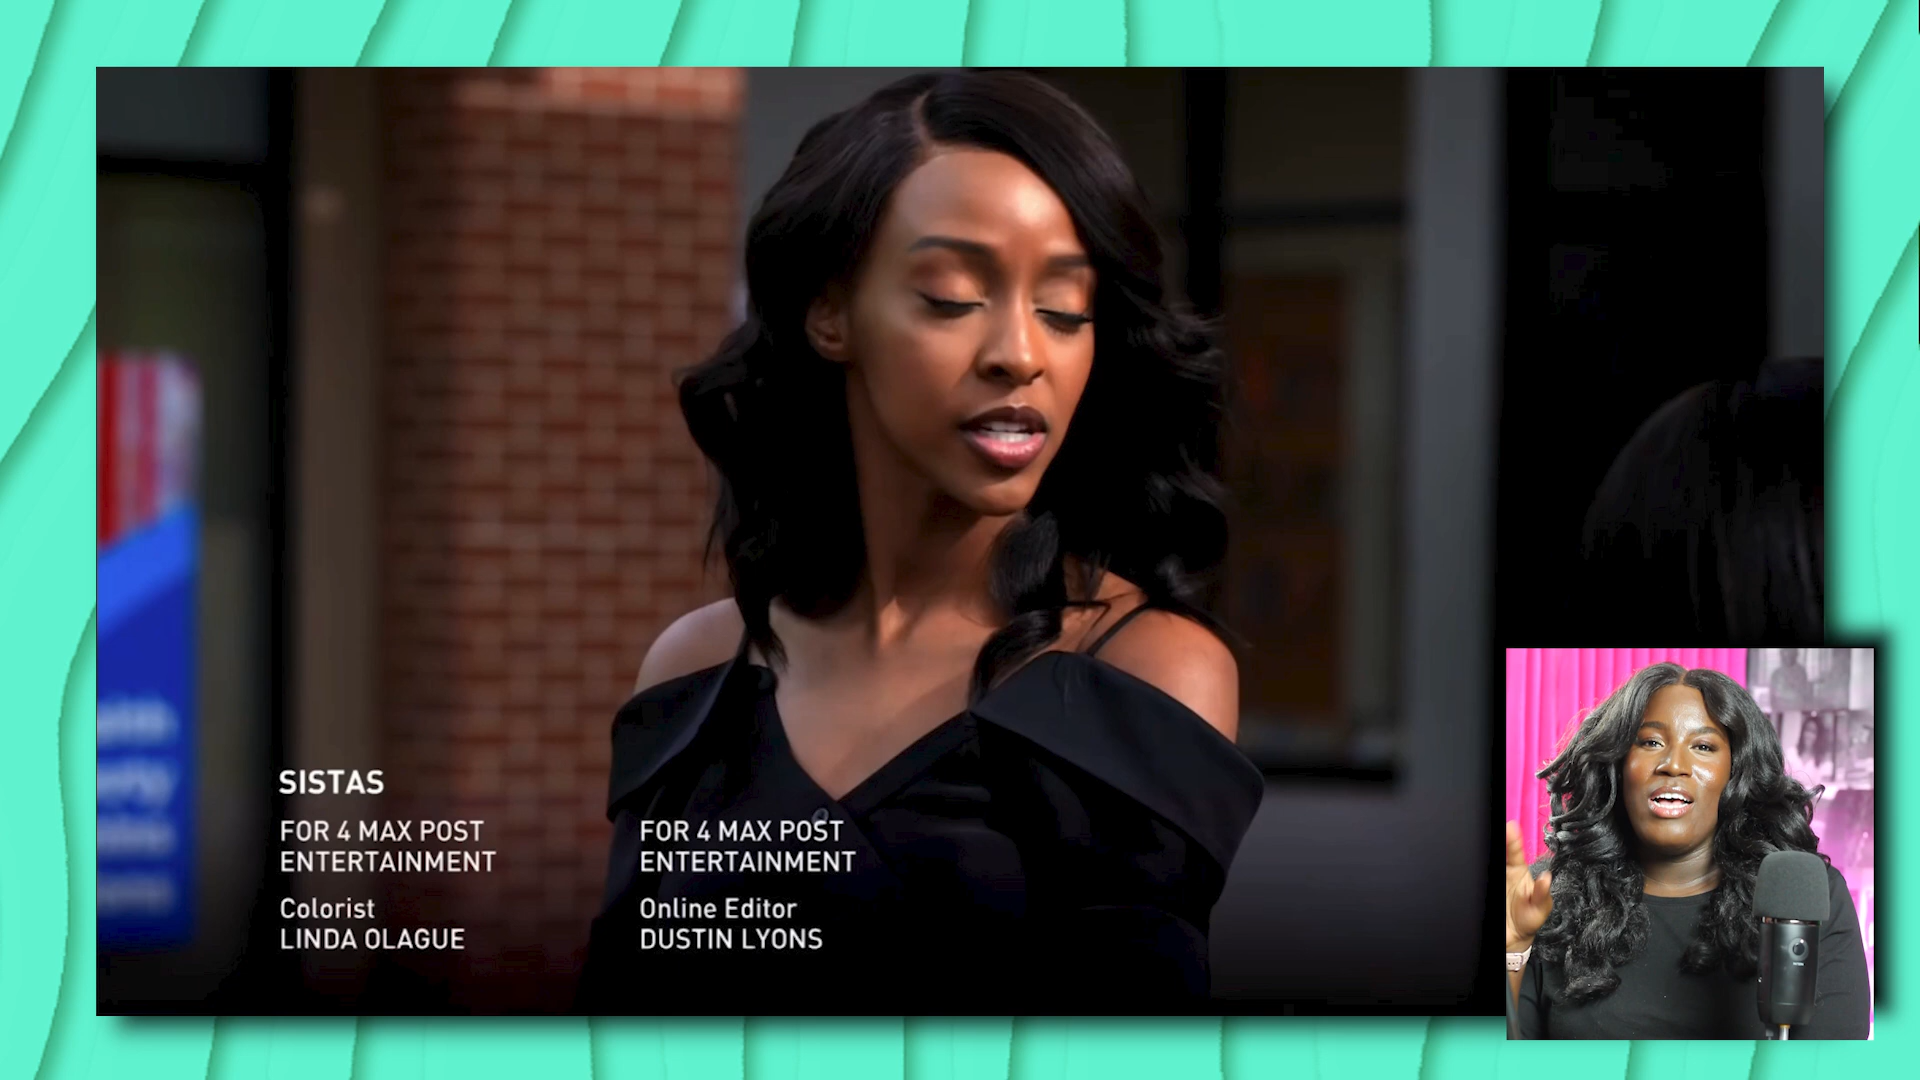 SISTAS
FOR 4 MAX POST
ENTERTAINMENT
Colorist
LINDA OLAGUE
FOR 4 MAX POST
ENTERTAINMENT
Online Editor
DUSTIN LYONS